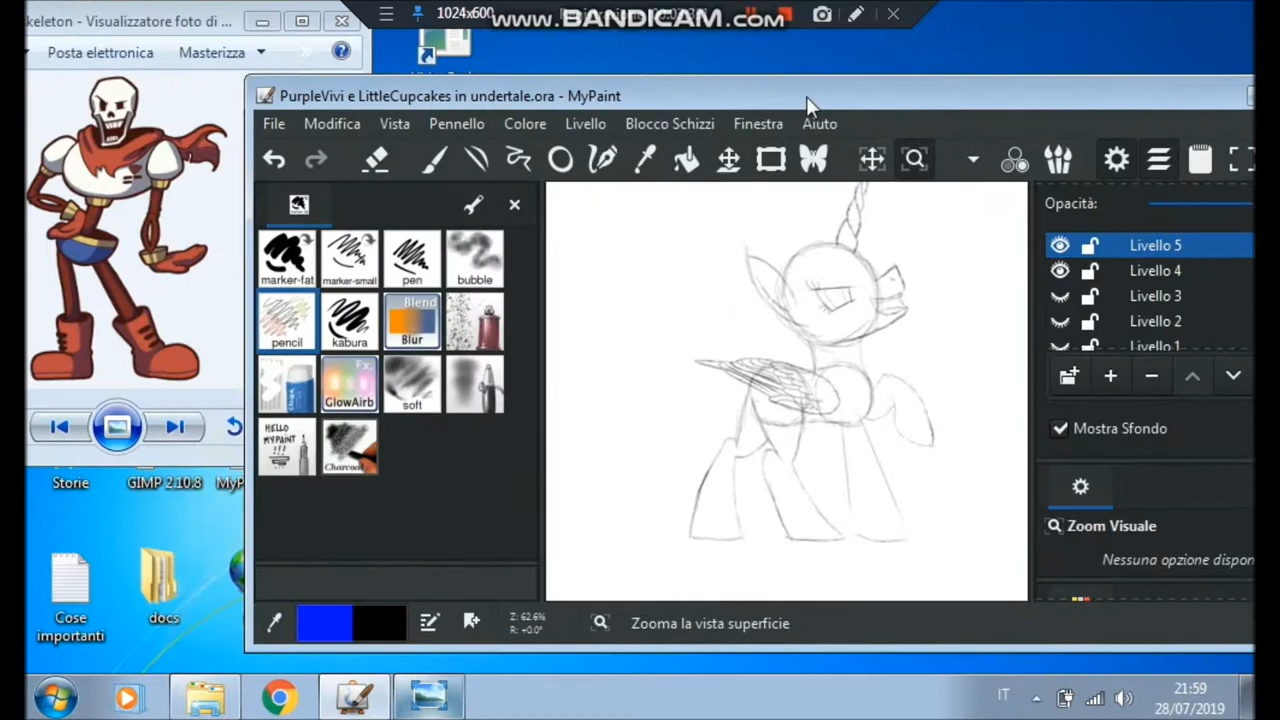 keleton - Visualizzatore foto di ...
1024x600
www.BANDICAM.com
Posta elettronica
Masterizza
PurpleVivi e LittleCupcakes in undertale.ora - MyPaint
File
Modifica
Vista
Pennello
Colore
Livello
Blocco Schizzi
Finestra
Aiuto
Opacità:
marker-fat
marker-small
pen
bubble
Livello 5
Livello 4
Livello 3
Livello 2
Livello 1
pencil
kabura
Blend
Blur
Fx.
GlowAirb
soft
HELLO
MYPAINT
!!!
Charcoal
Mostra Sfondo
Storie
GIMP 2.10.8
MyP
Zoom Visuale
Nessuna opzione dispon
Cose
importanti
docs
Z: 62.6%
R: +0.0°
Zooma la vista superficie
IT
21:59
28/07/2019